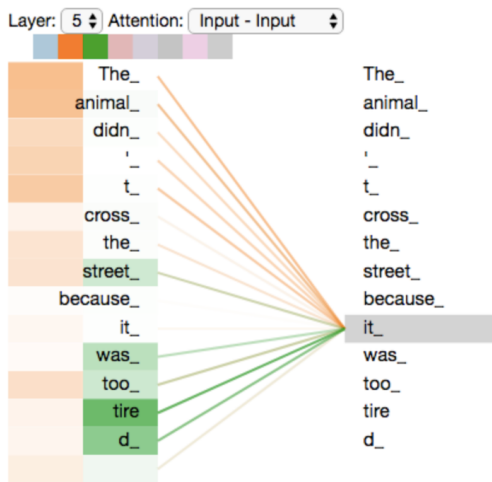 Layer: 5 Attention: Input - Input
The_ The_
animal_ animal_
didn_ didn_
'_ '_
t_ t_
cross_ cross_
the_ the_
street_ street_
because_ because_
it_ it_
was_ was_
too_ too_
tire tire
d_ d_